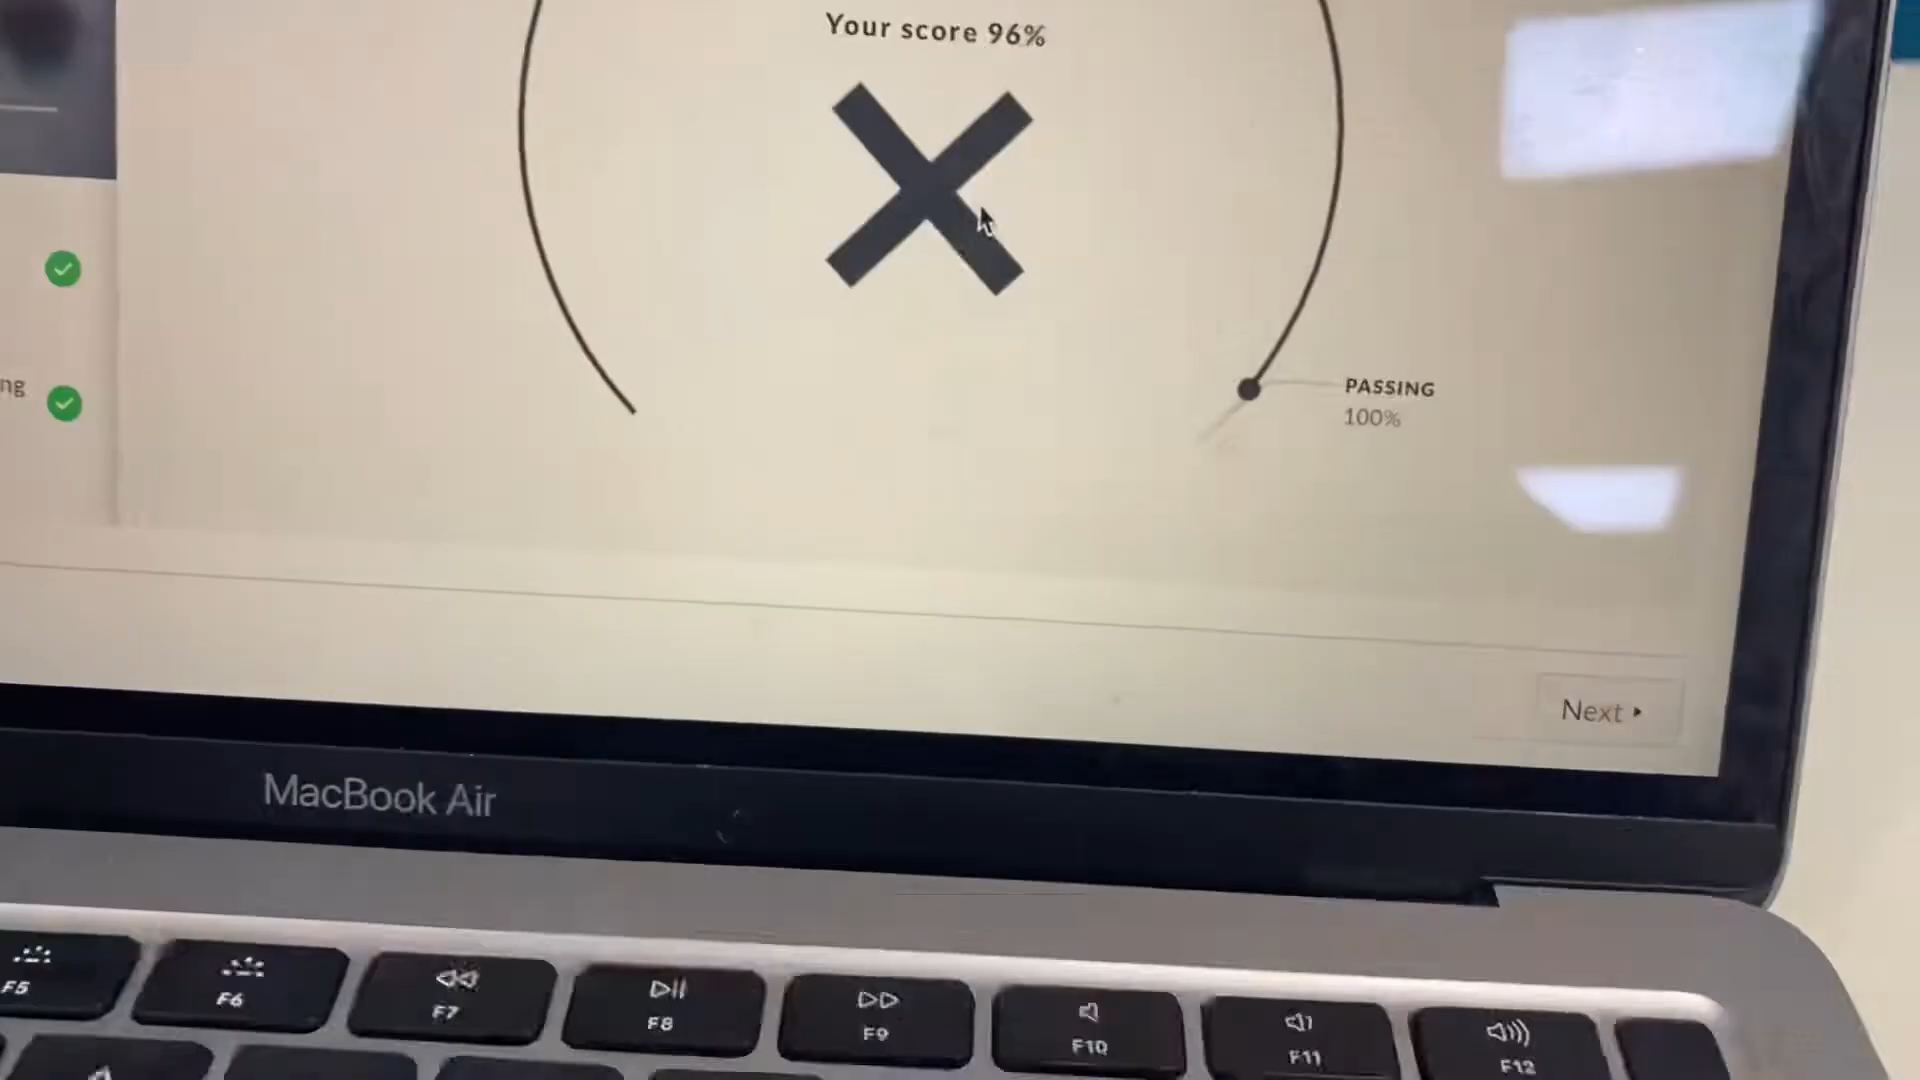 Your score 96%
ng
PASSING
100%
Next
MacBook Air
F5
F6
F7
F8
F9
F10
F11
F12